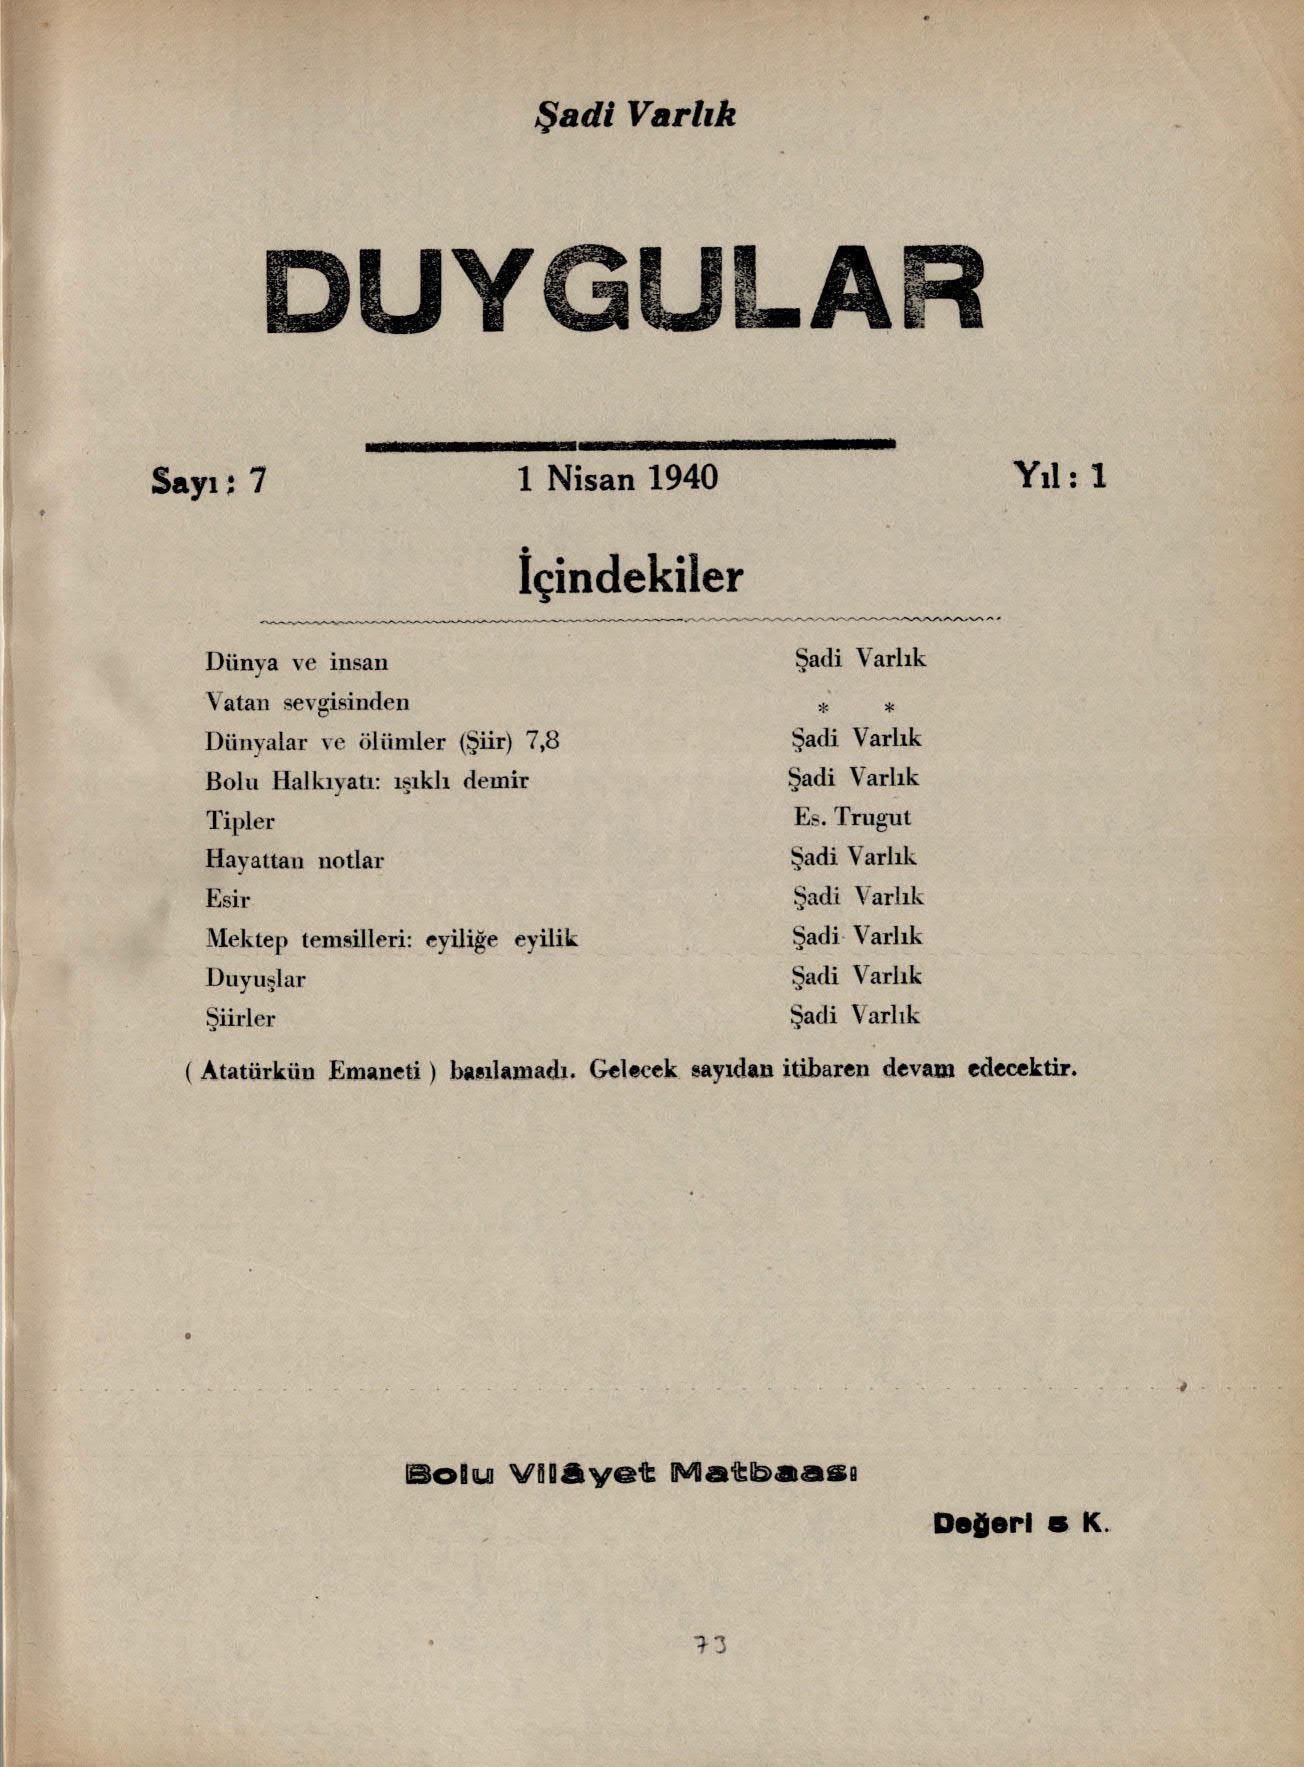 Şadi Varlık
DUYGULAR
Sayı: 7 1 Nisan 1940 Yıl: 1
İçindekiler
Dünya ve insan Şadi Varlık
Vatan sevgisinden * *
Dünyalar ve ölümler (Şiir) 7,8 Şadi Varlık
Bolu Halkıyatı: ışıklı demir Şadi Varlık
Tipler Es. Trugut
Hayattan notlar Şadi Varlık
Esir Şadi Varlık
Mektep temsilleri: eyiliğe eyilik Şadi Varlık
Duyuşlar Şadi Varlık
Şiirler Şadi Varlık
( Atatürkün Emaneti ) basılamadı. Gelecek sayıdan itibaren devam edecektir.
Bolu Vilâyet Matbaası
Değeri 5 K.
73